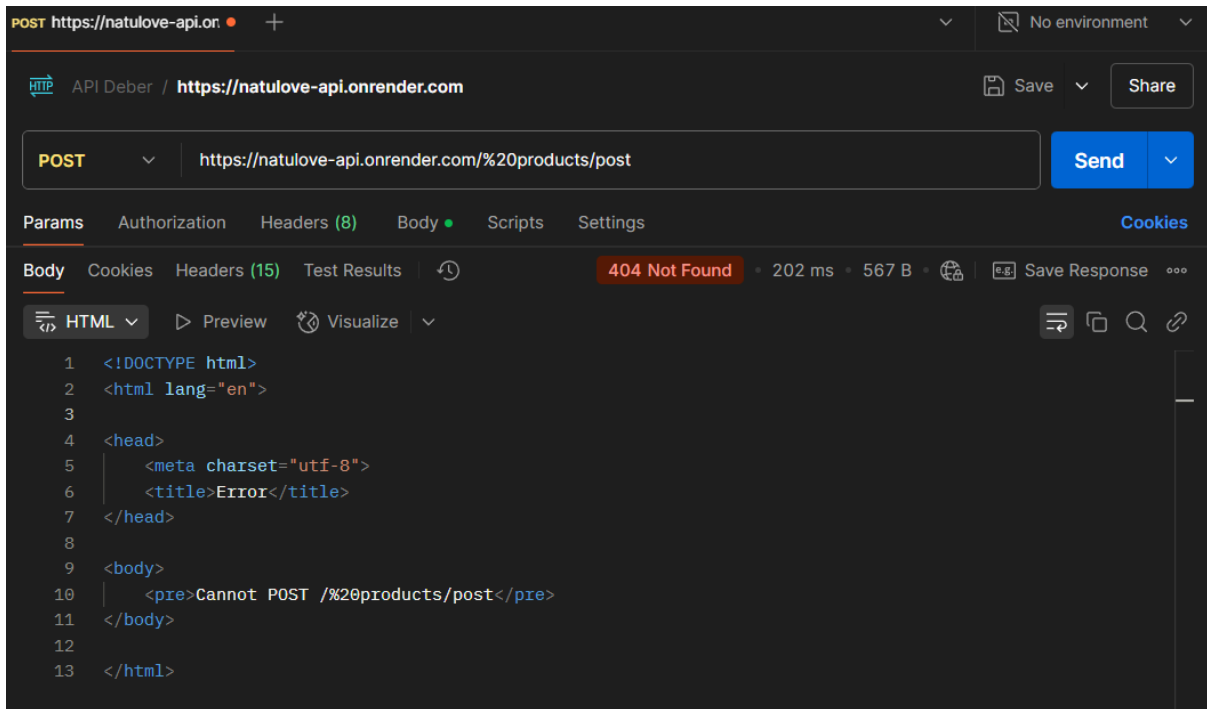 POST https://natulove-api.on
No environment
HTTP API Deber / https://natulove-api.onrender.com Save Share
POST https://natulove-api.onrender.com/%20products/post Send
Params Authorization Headers (8) Body Scripts Settings Cookies
Body Cookies Headers (15) Test Results 404 Not Found 202 ms 567 B e.g. Save Response
HTML Preview Visualize
1 <!DOCTYPE html>
2 <html lang="en">
3
4 <head>
5 <meta charset="utf-8">
6 <title>Error</title>
7 </head>
8
9 <body>
10 <pre>Cannot POST /%20products/post</pre>
11 </body>
12
13 </html>